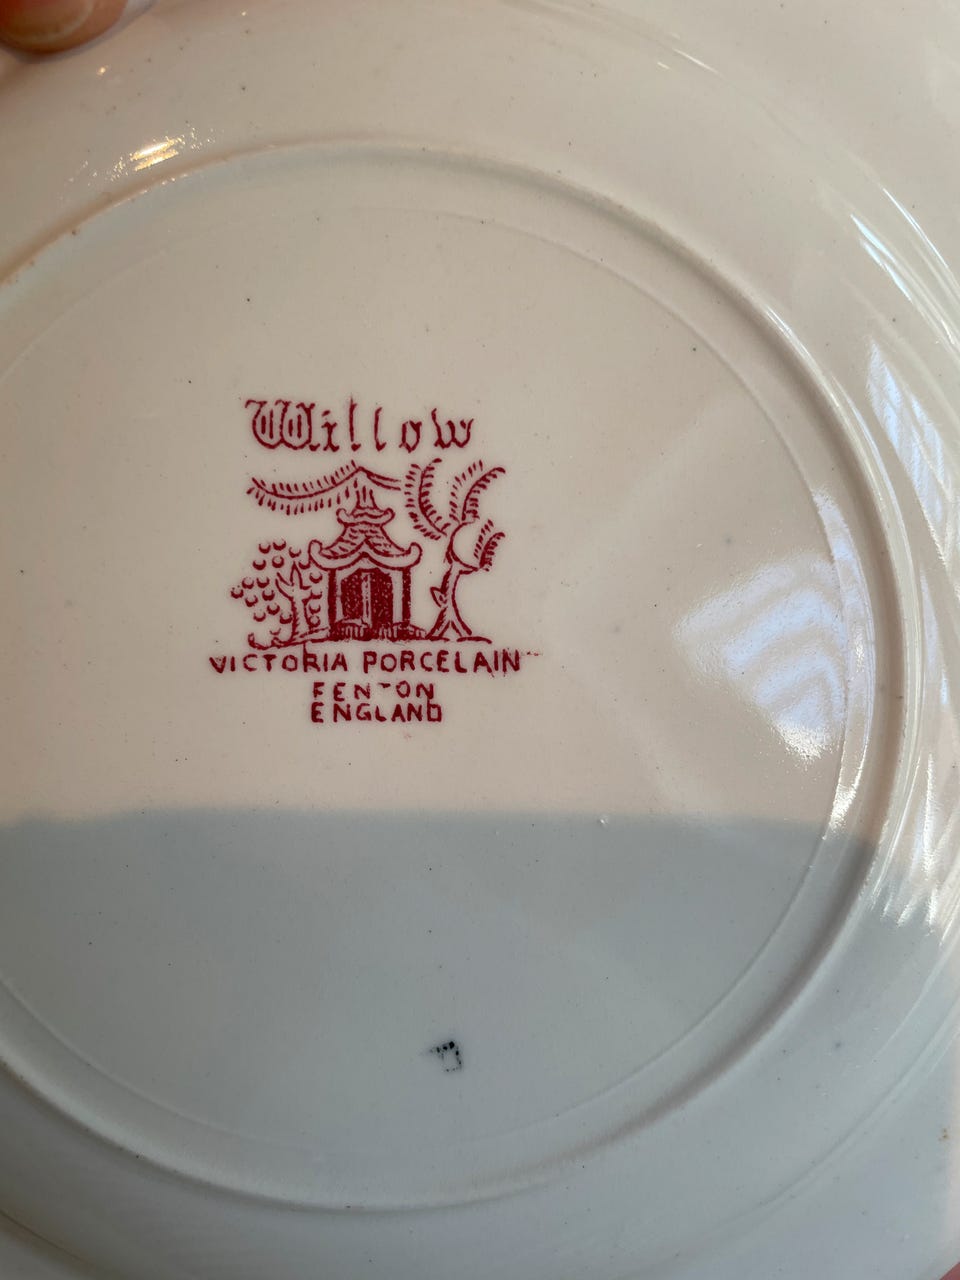 Willow
VICTORIA PORCELAIN
FENTON
ENGLAND